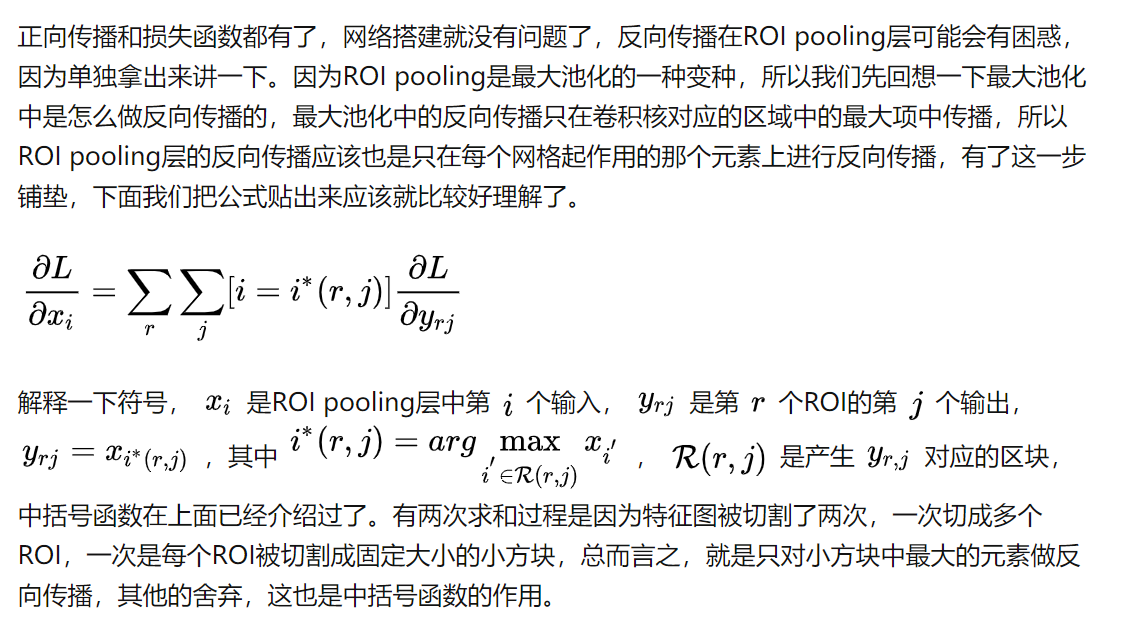 正向传播和损失函数都有了，网络搭建就没有问题了，反向传播在ROI pooling层可能会有困惑，
因为单独拿出来讲一下。因为ROI pooling是最大池化的一种变种，所以我们先回想一下最大池化
中是怎么做反向传播的，最大池化中的反向传播只在卷积核对应的区域中的最大项中传播，所以
ROI pooling层的反向传播应该也是只在每个网格起作用的那个元素上进行反向传播，有了这一步
铺垫，下面我们把公式贴出来应该就比较好理解了。
\frac{\partial L}{\partial x_i} = \sum_r \sum_j [i = i^*(r, j)] \frac{\partial L}{\partial y_{rj}}
解释一下符号， x_i 是ROI pooling层中第 i 个输入， y_{rj} 是第 r 个ROI的第 j 个输出，
y_{rj} = x_{i^*(r,j)} ，其中 i^*(r, j) = arg \max_{i' \in \mathcal{R}(r,j)} x_{i'} ， \mathcal{R}(r, j) 是产生 y_{r,j} 对应的区块，
中括号函数在上面已经介绍过了。有两次求和过程是因为特征图被切割了两次，一次切成多个
ROI，一次是每个ROI被切割成固定大小的小方块，总而言之，就是只对小方块中最大的元素做反
向传播，其他的舍弃，这也是中括号函数的作用。